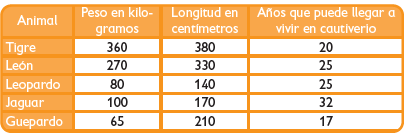 Animal Peso en kilo- Longitud en Años que puede llegar a
gramos centímetros vivir en cautiverio
Tigre 360 380 20
León 270 330 25
Leopardo 80 140 25
Jaguar 100 170 32
Guepardo 65 210 17